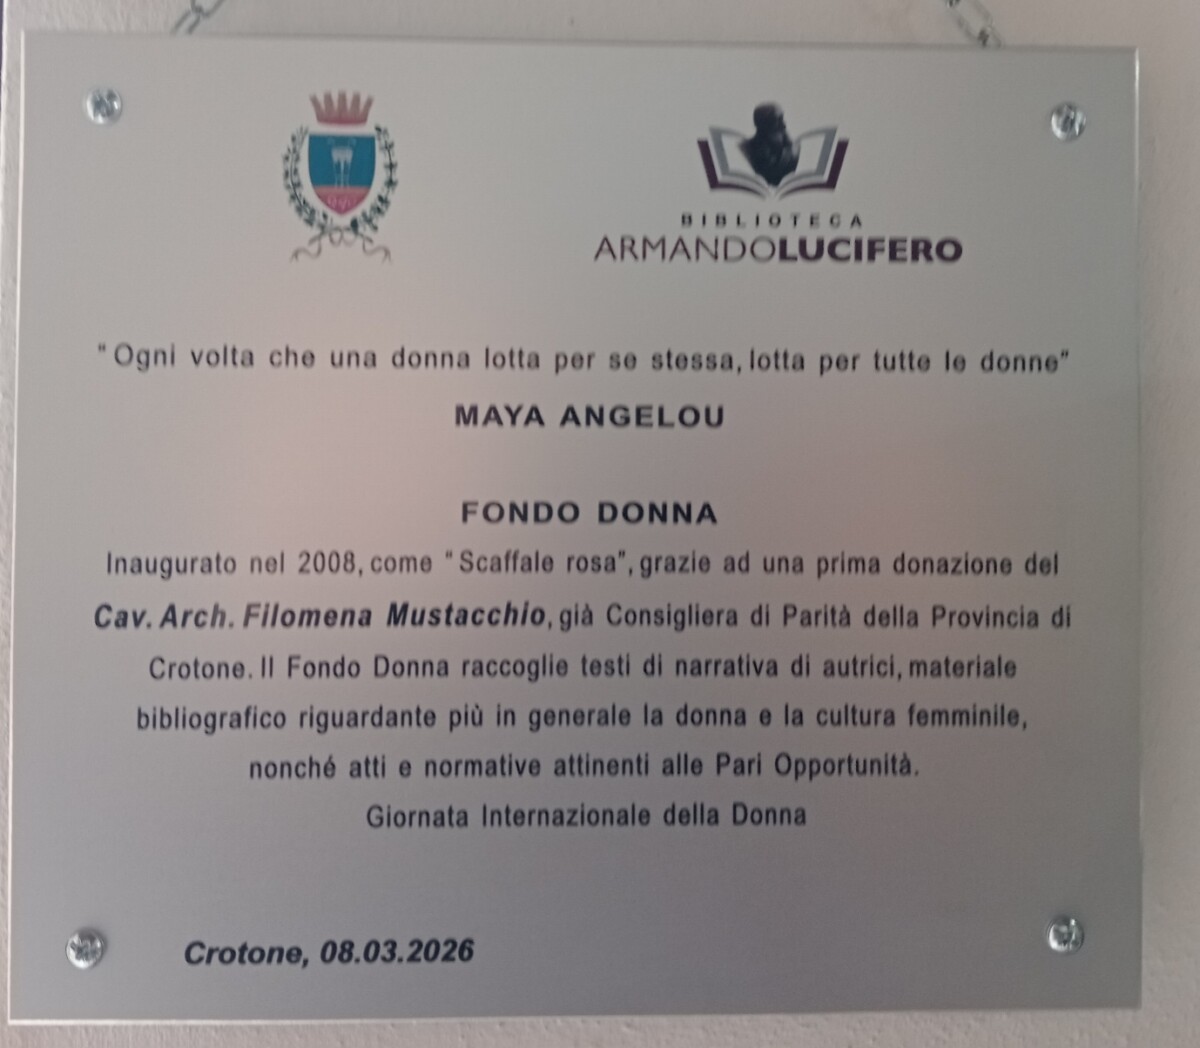 BIBLIOTECA
ARMANDOLUCIFERO
"Ogni volta che una donna lotta per se stessa, lotta per tutte le donne"
MAYA ANGELOU
FONDO DONNA
Inaugurato nel 2008, come "Scaffale rosa", grazie ad una prima donazione del
Cav. Arch. Filomena Mustacchio, già Consigliera di Parità della Provincia di
Crotone. Il Fondo Donna raccoglie testi di narrativa di autrici, materiale
bibliografico riguardante più in generale la donna e la cultura femminile,
nonché atti e normative attinenti alle Pari Opportunità.
Giornata Internazionale della Donna
Crotone, 08.03.2026